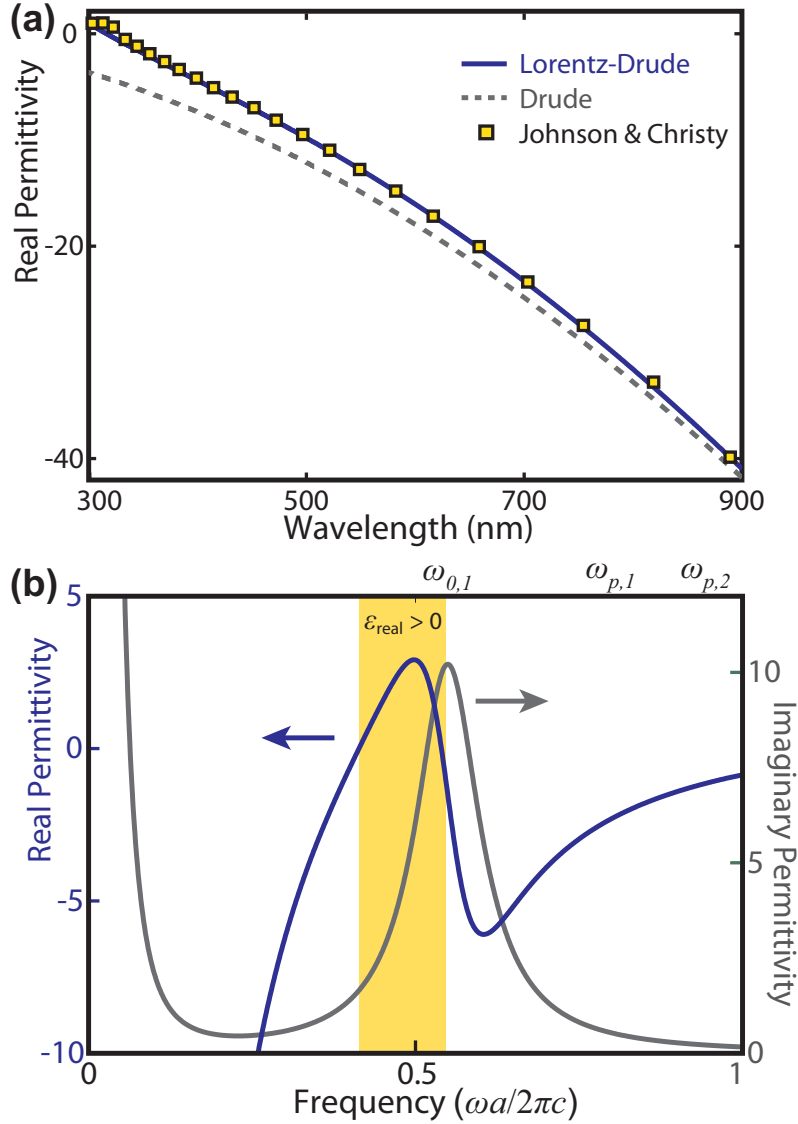 (a)
0
-20
-40
Real Permittivity
Lorentz-Drude
Drude
Johnson & Christy
300
500
700
900
Wavelength (nm)
(b)
ω0,1
ωp,1
ωp,2
εreal > 0
5
0
-5
-10
Real Permittivity
10
5
0
Imaginary Permittivity
0
0.5
1
Frequency (ωa/2πc)